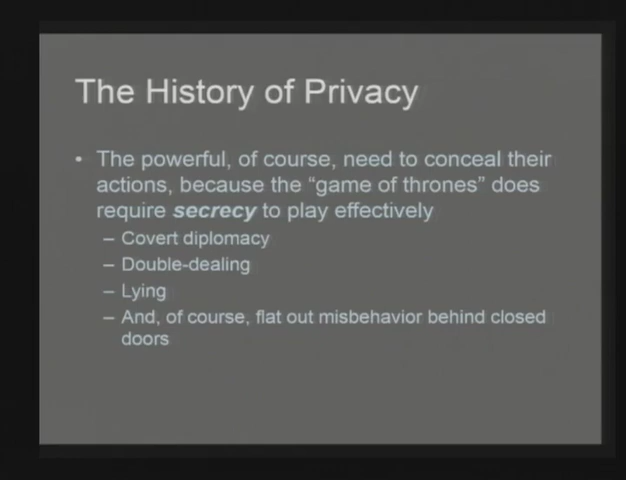 The History of Privacy
• The powerful, of course, need to conceal their
actions, because the “game of thrones” does
require secrecy to play effectively
– Covert diplomacy
– Double-dealing
– Lying
– And, of course, flat out misbehavior behind closed
doors